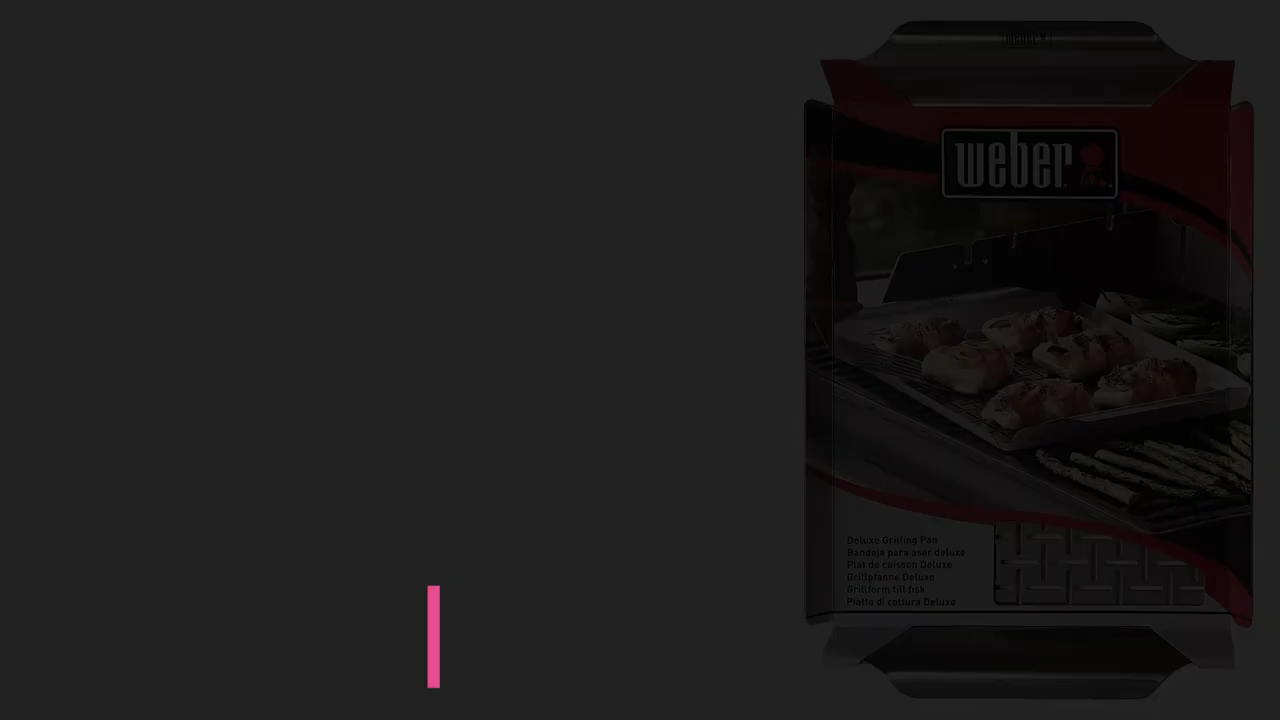 weber
weber
Deluxe Grilling Pan
Bandeja para asar deluxe
Plat de cuisson Deluxe
Grillpfanne Deluxe
Grillform till fisk
Piatto di cottura Deluxe